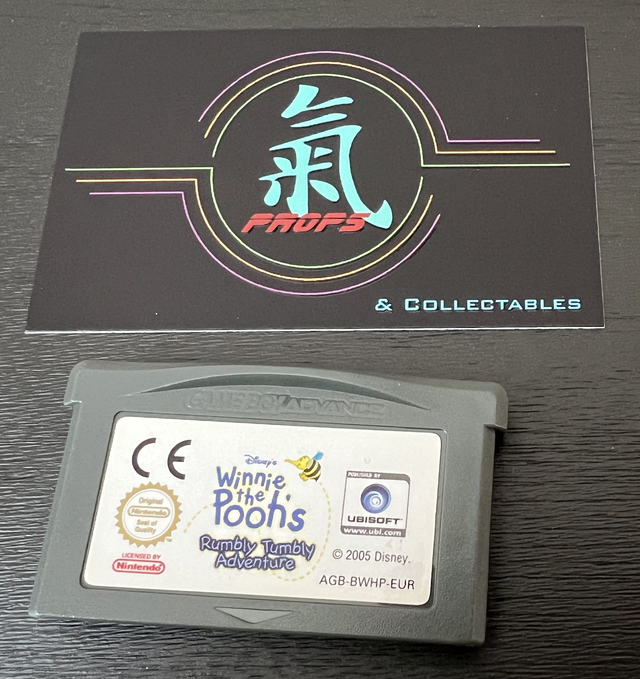 氣
PROPS
& COLLECTABLES
GAME BOY ADVANCE
CE
Disney's
Winnie
the
Pooh's
Rumbly Tumbly
Adventure
Original
Nintendo
Seal of
Quality
LICENSED BY
Nintendo
PUBLISHED BY
UBISOFT
www.ubi.com
© 2005 Disney.
AGB-BWHP-EUR